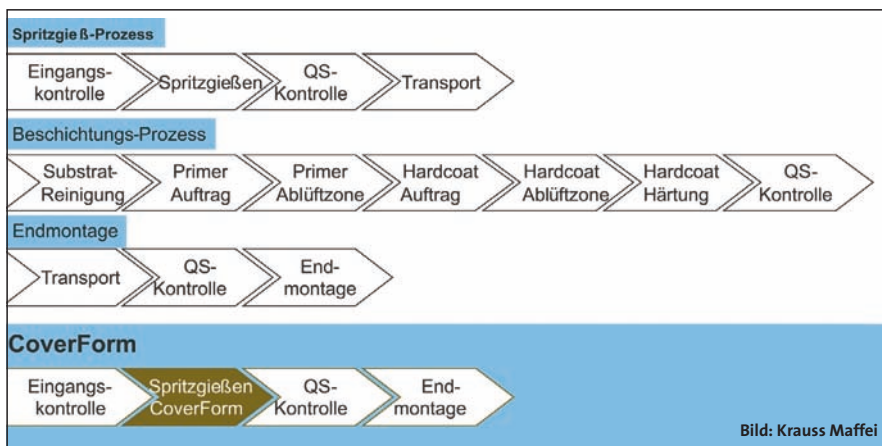 Spritzgieß-Prozess
Eingangs-
kontrolle
Spritzgießen
QS-
Kontrolle
Transport
Beschichtungs-Prozess
Substrat-
Reinigung
Primer
Auftrag
Primer
Ablüftzone
Hardcoat
Auftrag
Hardcoat
Ablüftzone
Hardcoat
Härtung
QS-
Kontrolle
Endmontage
Transport
QS-
Kontrolle
End-
montage
CoverForm
Eingangs-
kontrolle
Spritzgießen
CoverForm
QS-
Kontrolle
End-
montage
Bild: Krauss Maffei